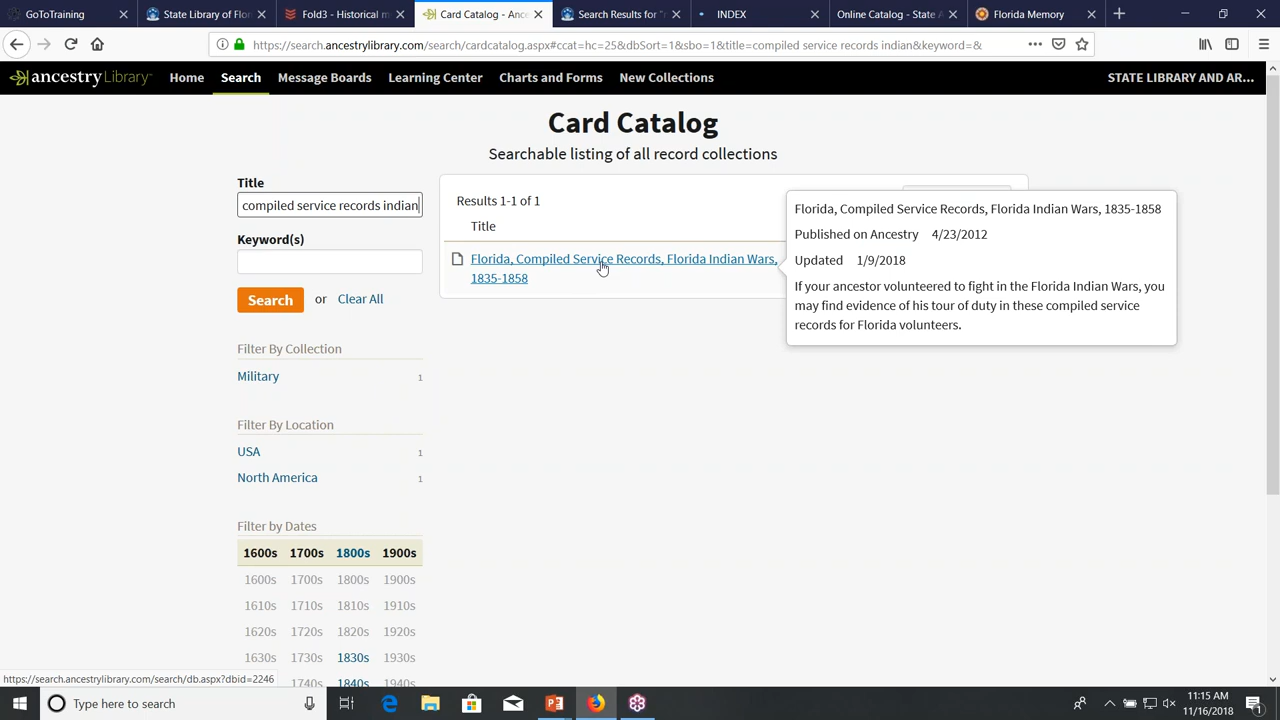 GoToTraining
State Library of Flor
Fold3 - Historical m
Card Catalog - Ance
Search Results for "r
INDEX
Online Catalog - State A
Florida Memory
https://search.ancestrylibrary.com/search/cardcatalog.aspx#ccat=hc=25&dbSort=1&sbo=1&title=compiled service records indian&keyword=&
ancestryLibrary
Home
Search
Message Boards
Learning Center
Charts and Forms
New Collections
STATE LIBRARY AND AR...
Card Catalog
Searchable listing of all record collections
Title
compiled service records indian
Keyword(s)
Search or Clear All
Filter By Collection
Military 1
Filter By Location
USA 1
North America 1
Filter by Dates
1600s 1700s 1800s 1900s
1600s 1700s 1800s 1900s
1610s 1710s 1810s 1910s
1620s 1720s 1820s 1920s
1630s 1730s 1830s 1930s
1740s 1840s 1940s
Results 1-1 of 1
Title
Florida, Compiled Service Records, Florida Indian Wars,
1835-1858
Florida, Compiled Service Records, Florida Indian Wars, 1835-1858
Published on Ancestry 4/23/2012
Updated 1/9/2018
If your ancestor volunteered to fight in the Florida Indian Wars, you
may find evidence of his tour of duty in these compiled service
records for Florida volunteers.
https://search.ancestrylibrary.com/search/db.aspx?dbid=2246
Type here to search
11:15 AM
11/16/2018
1